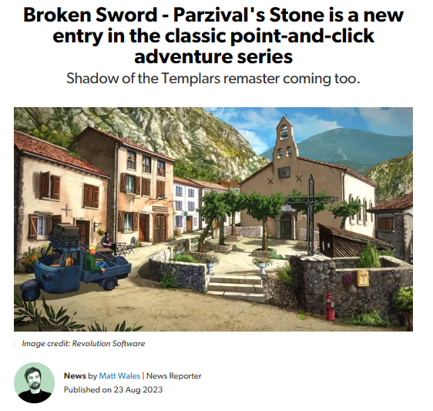 Broken Sword - Parzival's Stone is a new
entry in the classic point-and-click
adventure series
Shadow of the Templars remaster coming too.
Image credit: Revolution Software
News by Matt Wales | News Reporter
Published on 23 Aug 2023